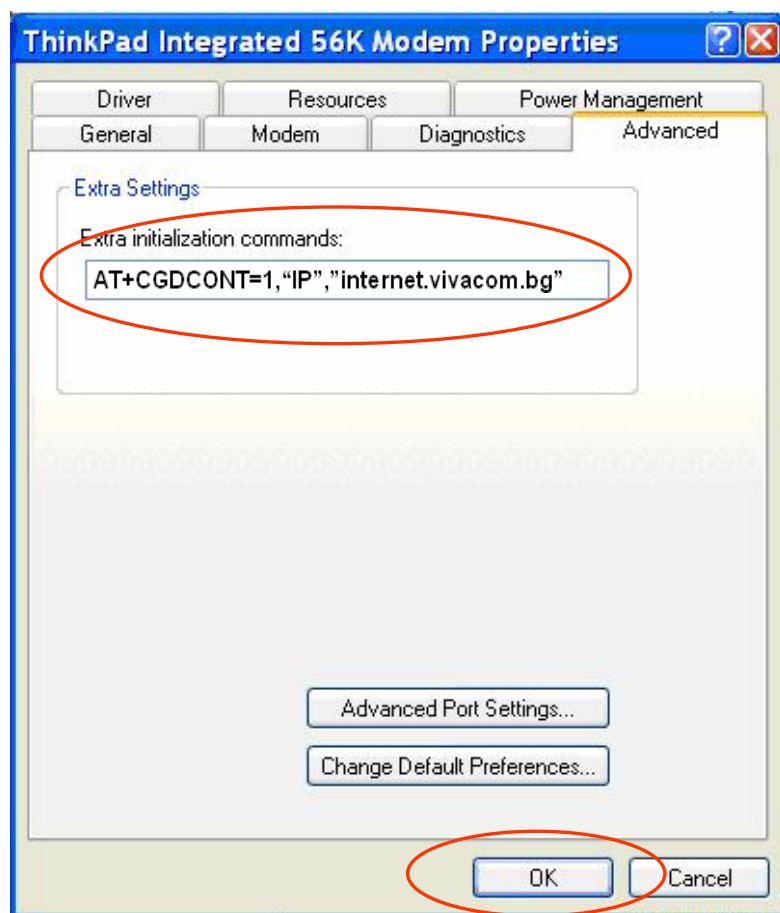 ThinkPad Integrated 56K Modem Properties
Driver Resources Power Management
General Modem Diagnostics Advanced
Extra Settings
Extra initialization commands:
AT+CGDCONT=1,“IP”,”internet.vivacom.bg”
Advanced Port Settings...
Change Default Preferences...
OK Cancel